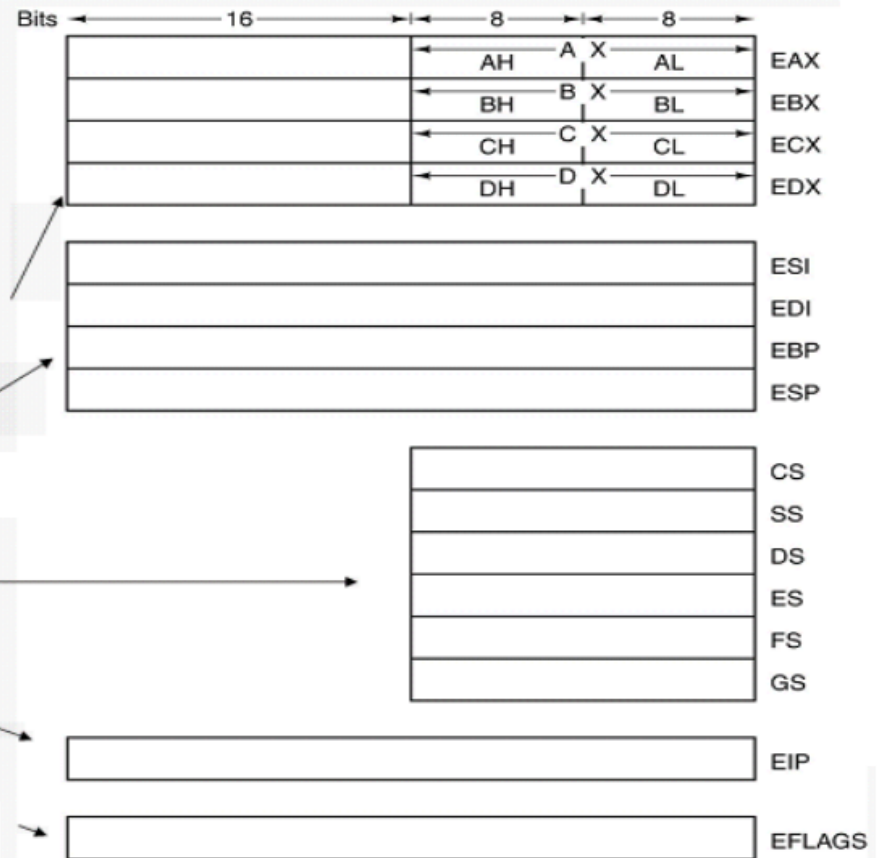 Bits 16 8 8
A X
AH AL EAX
B X
BH BL EBX
C X
CH CL ECX
D X
DH DL EDX
ESI
EDI
EBP
ESP
CS
SS
DS
ES
FS
GS
EIP
EFLAGS